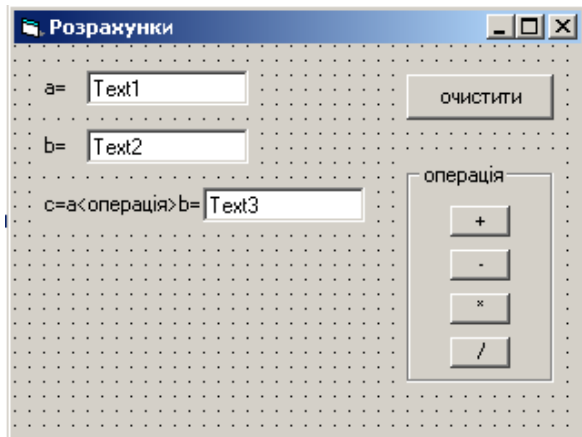 Розрахунки
a= Text1
очистити
b= Text2
операція
c=a<операція>b= Text3
+
-
*
/